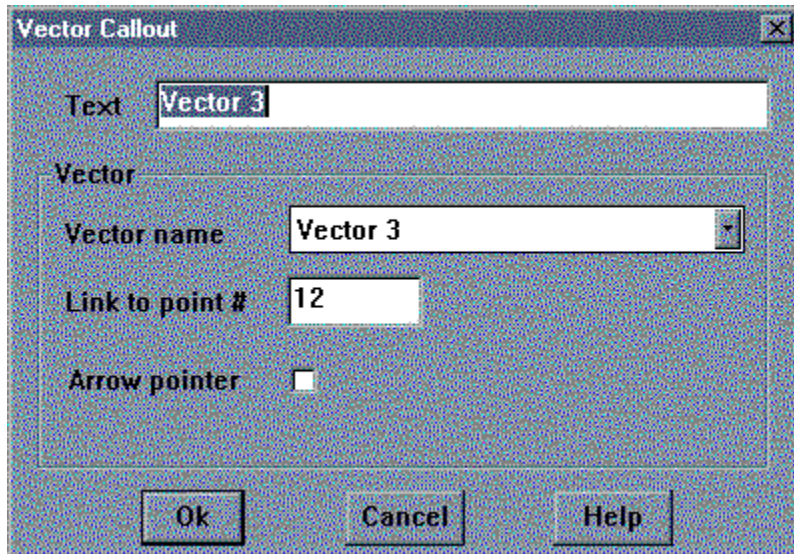 Vector Callout
Text Vector 3
Vector
Vector name Vector 3
Link to point # 12
Arrow pointer
Ok Cancel Help